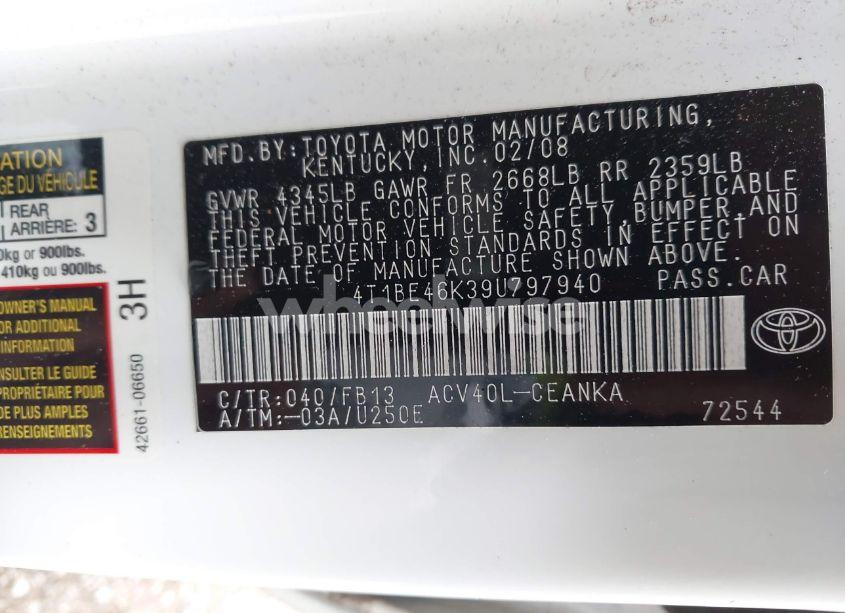 ATION
GE DU VÉHICULE
REAR
ARRIÈRE: 3
0kg or 900lbs.
410kg ou 900lbs.
OWNER'S MANUAL
FOR ADDITIONAL
INFORMATION
NSULTER LE GUIDE
PROPRIÉTAIRE POUR
DE PLUS AMPLES
RENSEIGNEMENTS
3H
42661-06650
MFD.BY:TOYOTA MOTOR MANUFACTURING,
KENTUCKY,INC.02/08
GVWR 4345LB GAWR FR 2668LB RR 2359LB
THIS VEHICLE CONFORMS TO ALL APPLICABLE
FEDERAL MOTOR VEHICLE SAFETY,BUMPER,AND
THEFT PREVENTION STANDARDS IN EFFECT ON
THE DATE OF MANUFACTURE SHOWN ABOVE.
4T1BE46K39U797940 PASS.CAR
wheelwise
C/TR:040/FB13 ACV40L-CEANKA
A/TM:-03A/U250E 72544
TOYOTA